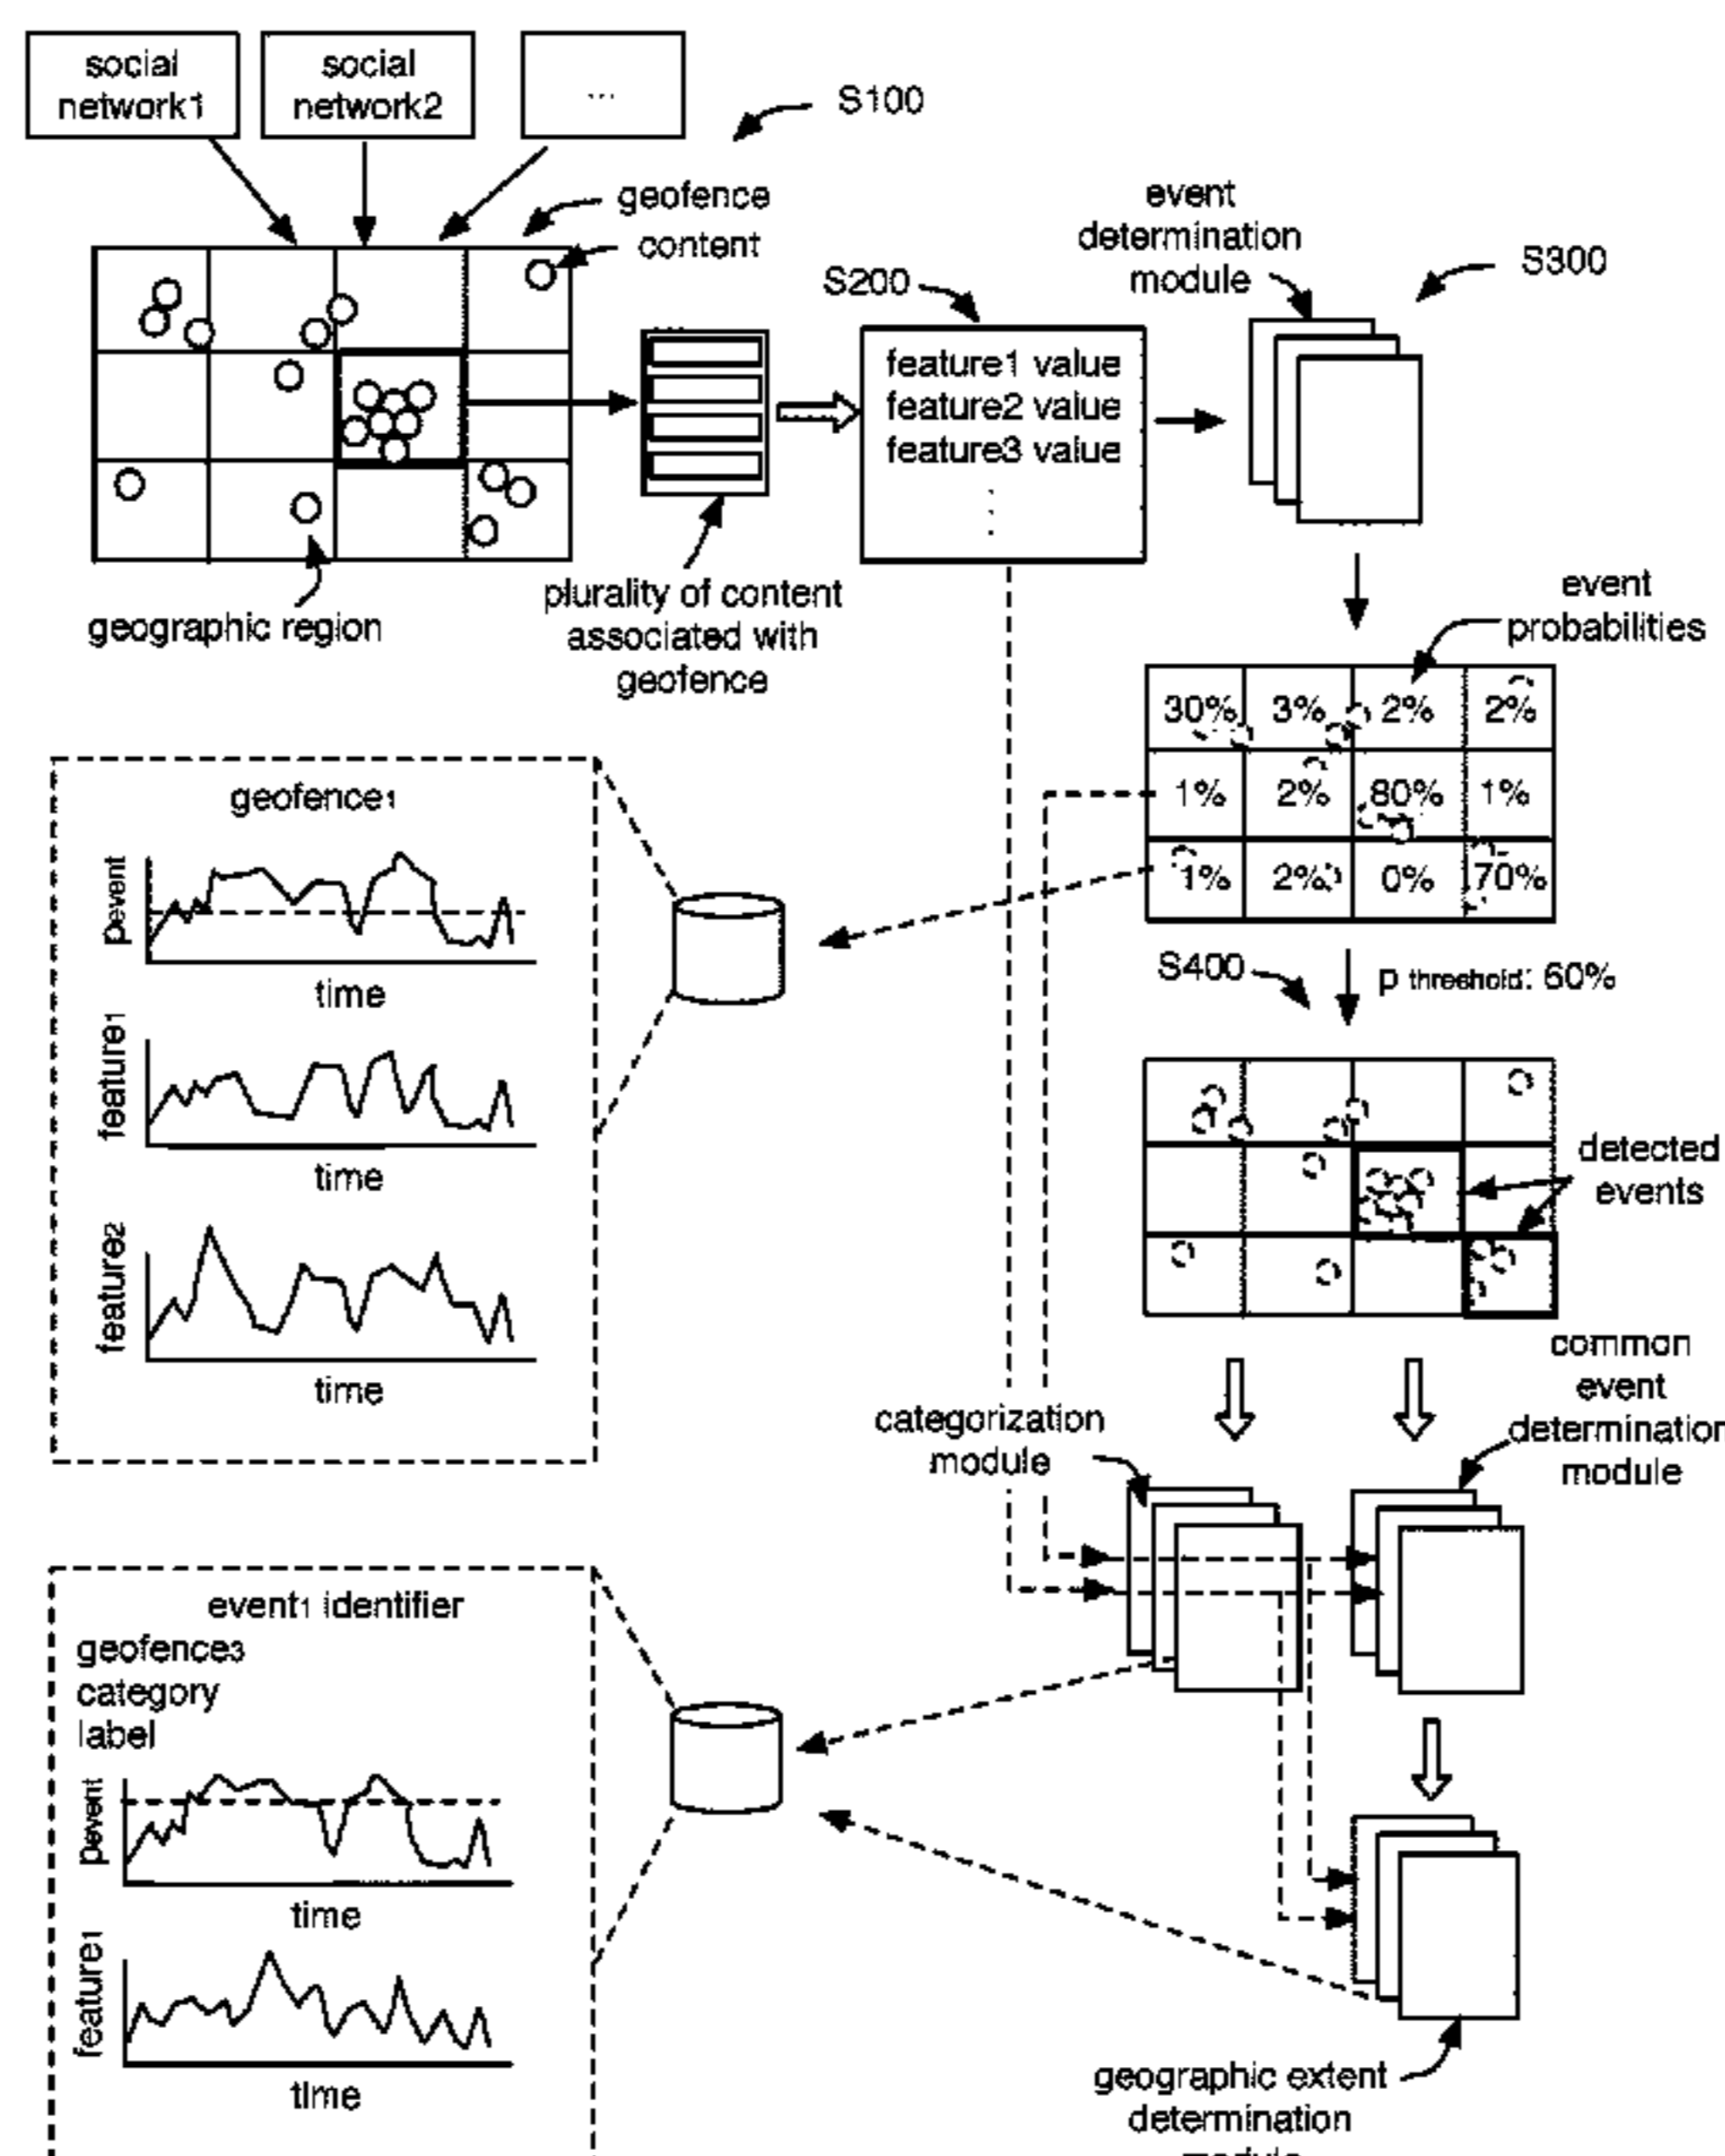 social
network1
social
network2
...
S100
geofence
content
event
determination
module
S300
S200
feature1 value
feature2 value
feature3 value
geographic region
plurality of content
associated with
geofence
event
probabilities
30% 3% 2% 2%
1% 2% 80% 1%
1% 2% 0% 70%
geofence1
pevent
time
feature1
time
feature2
time
S400
p threshold: 60%
detected
events
common
event
determination
module
categorization
module
event1 identifier
geofence3
category
label
pevent
time
feature1
time
geographic extent
determination
module